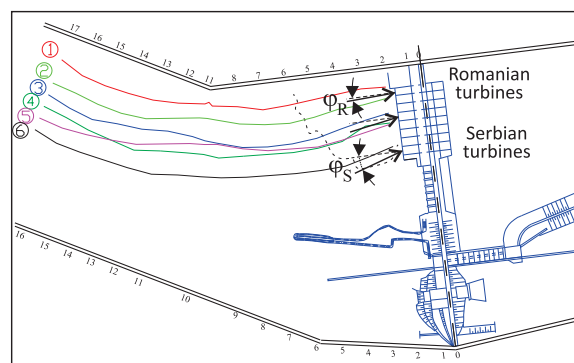 17 16 15 14 13 12 11 8 7 6 5 4 3 2 1 0
Romanian
turbines
Serbian
turbines
1
2
3
4
5
6
φR
φS
16 15 14 13 12 11 10 9 8 7 6 5 4 3 2 1 0